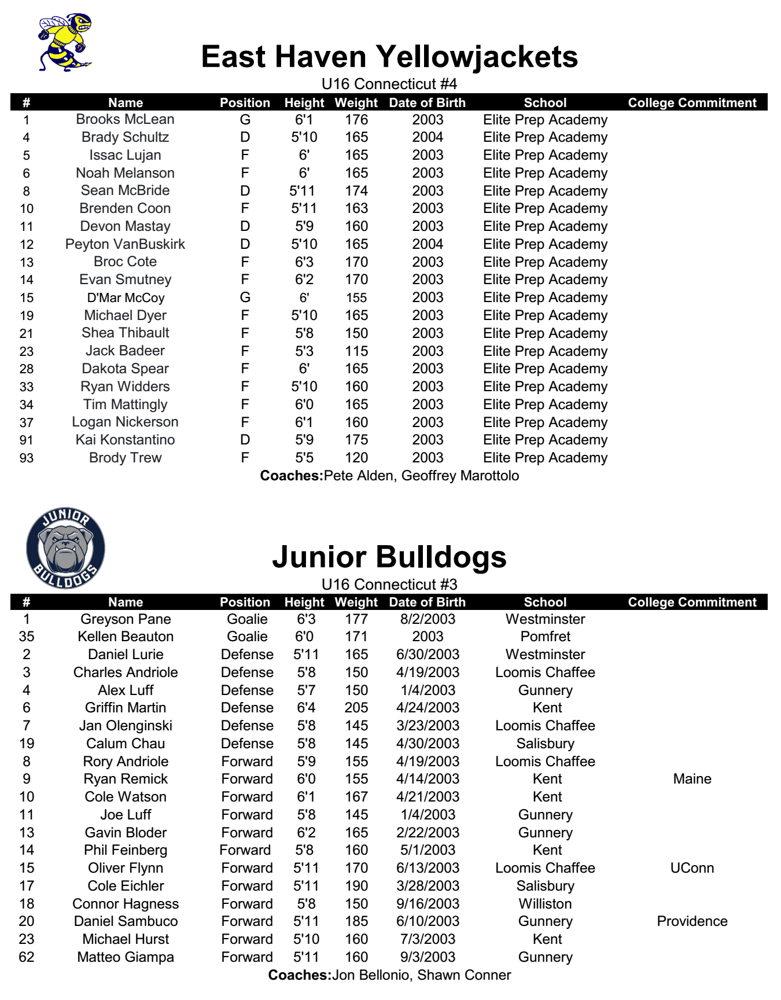 East Haven Yellowjackets
U16 Connecticut #4
# Name Position Height Weight Date of Birth School College Commitment
1 Brooks McLean G 6'1 176 2003 Elite Prep Academy
4 Brady Schultz D 5'10 165 2004 Elite Prep Academy
5 Issac Lujan F 6' 165 2003 Elite Prep Academy
6 Noah Melanson F 6' 165 2003 Elite Prep Academy
8 Sean McBride D 5'11 174 2003 Elite Prep Academy
10 Brenden Coon F 5'11 163 2003 Elite Prep Academy
11 Devon Mastay D 5'9 160 2003 Elite Prep Academy
12 Peyton VanBuskirk D 5'10 165 2004 Elite Prep Academy
13 Broc Cote F 6'3 170 2003 Elite Prep Academy
14 Evan Smutney F 6'2 170 2003 Elite Prep Academy
15 D'Mar McCoy G 6' 155 2003 Elite Prep Academy
19 Michael Dyer F 5'10 165 2003 Elite Prep Academy
21 Shea Thibault F 5'8 150 2003 Elite Prep Academy
23 Jack Badeer F 5'3 115 2003 Elite Prep Academy
28 Dakota Spear F 6' 165 2003 Elite Prep Academy
33 Ryan Widders F 5'10 160 2003 Elite Prep Academy
34 Tim Mattingly F 6'0 165 2003 Elite Prep Academy
37 Logan Nickerson F 6'1 160 2003 Elite Prep Academy
91 Kai Konstantino D 5'9 175 2003 Elite Prep Academy
93 Brody Trew F 5'5 120 2003 Elite Prep Academy
Coaches:Pete Alden, Geoffrey Marottolo
JUNIOR
BULLDOGS
Junior Bulldogs
U16 Connecticut #3
# Name Position Height Weight Date of Birth School College Commitment
1 Greyson Pane Goalie 6'3 177 8/2/2003 Westminster
35 Kellen Beauton Goalie 6'0 171 2003 Pomfret
2 Daniel Lurie Defense 5'11 165 6/30/2003 Westminster
3 Charles Andriole Defense 5'8 150 4/19/2003 Loomis Chaffee
4 Alex Luff Defense 5'7 150 1/4/2003 Gunnery
6 Griffin Martin Defense 6'4 205 4/24/2003 Kent
7 Jan Olenginski Defense 5'8 145 3/23/2003 Loomis Chaffee
19 Calum Chau Defense 5'8 145 4/30/2003 Salisbury
8 Rory Andriole Forward 5'9 155 4/19/2003 Loomis Chaffee
9 Ryan Remick Forward 6'0 155 4/14/2003 Kent Maine
10 Cole Watson Forward 6'1 167 4/21/2003 Kent
11 Joe Luff Forward 5'8 145 1/4/2003 Gunnery
13 Gavin Bloder Forward 6'2 165 2/22/2003 Gunnery
14 Phil Feinberg Forward 5'8 160 5/1/2003 Kent
15 Oliver Flynn Forward 5'11 170 6/13/2003 Loomis Chaffee UConn
17 Cole Eichler Forward 5'11 190 3/28/2003 Salisbury
18 Connor Hagness Forward 5'8 150 9/16/2003 Williston
20 Daniel Sambuco Forward 5'11 185 6/10/2003 Gunnery Providence
23 Michael Hurst Forward 5'10 160 7/3/2003 Kent
62 Matteo Giampa Forward 5'11 160 9/3/2003 Gunnery
Coaches:Jon Bellonio, Shawn Conner